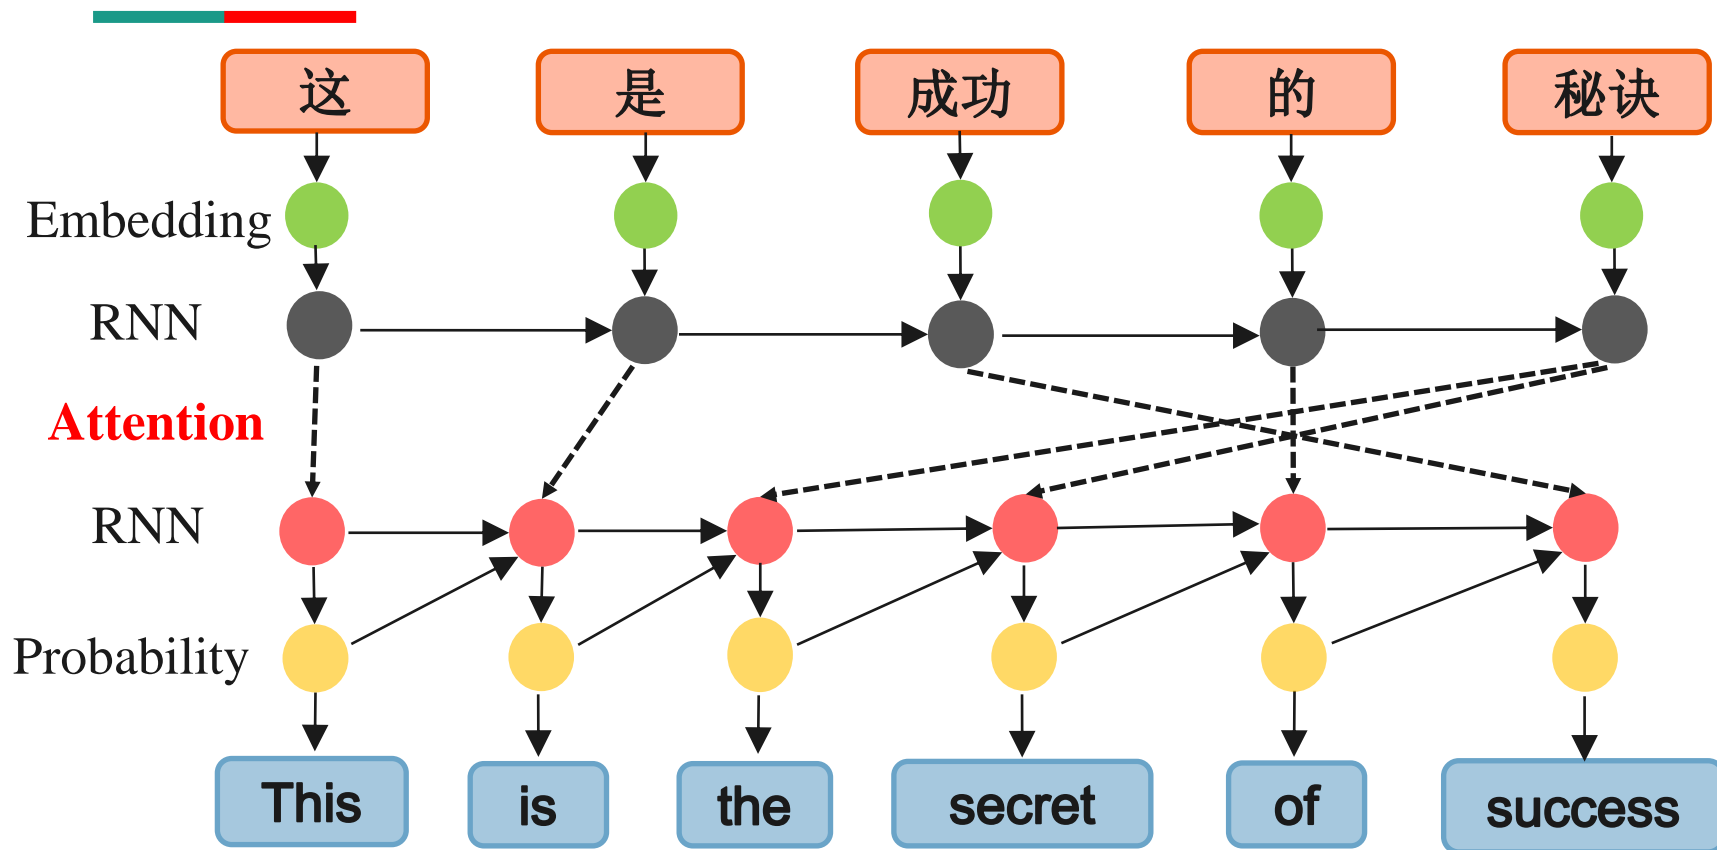 这 是 成功 的 秘诀
Embedding
RNN
Attention
RNN
Probability
This is the secret of success